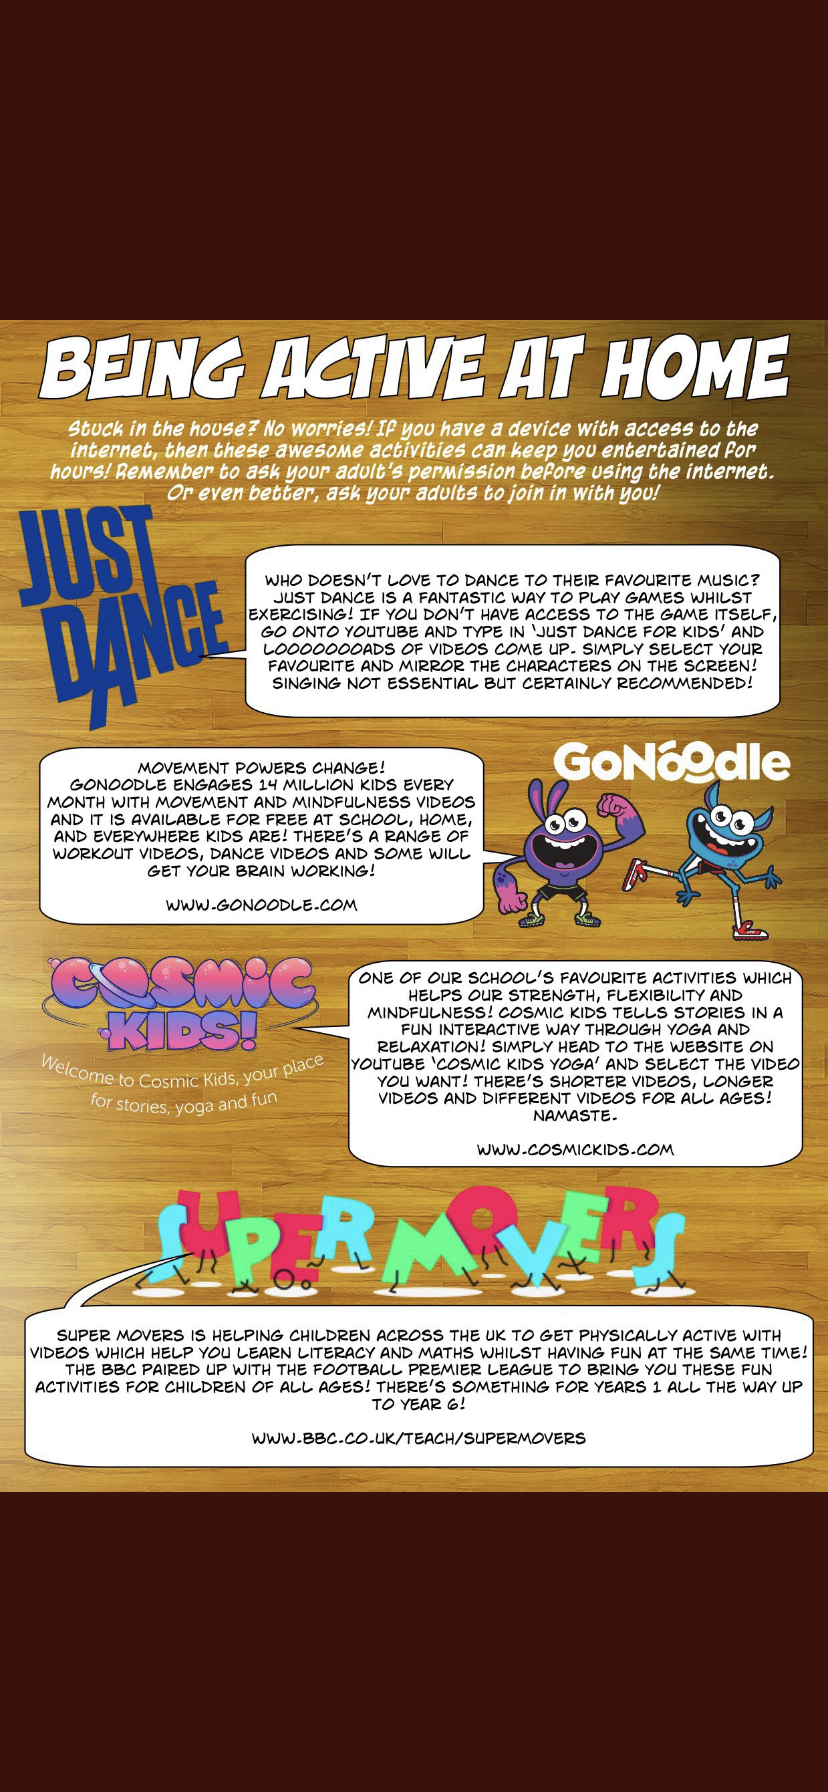 BEING ACTIVE AT HOME
Stuck in the house? No worries! If you have a device with access to the
internet, then these awesome activities can keep you entertained for
hours! Remember to ask your adult's permission before using the internet.
Or even better, ask your adults to join in with you!
JUST
DANCE
WHO DOESN'T LOVE TO DANCE TO THEIR FAVOURITE MUSIC?
JUST DANCE IS A FANTASTIC WAY TO PLAY GAMES WHILST
EXERCISING! IF YOU DON'T HAVE ACCESS TO THE GAME ITSELF,
GO ONTO YOUTUBE AND TYPE IN 'JUST DANCE FOR KIDS' AND
LOOOOOOOADS OF VIDEOS COME UP. SIMPLY SELECT YOUR
FAVOURITE AND MIRROR THE CHARACTERS ON THE SCREEN!
SINGING NOT ESSENTIAL BUT CERTAINLY RECOMMENDED!
GoNoodle
MOVEMENT POWERS CHANGE!
GONOODLE ENGAGES 14 MILLION KIDS EVERY
MONTH WITH MOVEMENT AND MINDFULNESS VIDEOS
AND IT IS AVAILABLE FOR FREE AT SCHOOL, HOME,
AND EVERYWHERE KIDS ARE! THERE'S A RANGE OF
WORKOUT VIDEOS, DANCE VIDEOS AND SOME WILL
GET YOUR BRAIN WORKING!
WWW.GONOODLE.COM
COSMIC
KIDS!
Welcome to Cosmic Kids, your place
for stories, yoga and fun
ONE OF OUR SCHOOL'S FAVOURITE ACTIVITIES WHICH
HELPS OUR STRENGTH, FLEXIBILITY AND
MINDFULNESS! COSMIC KIDS TELLS STORIES IN A
FUN INTERACTIVE WAY THROUGH YOGA AND
RELAXATION! SIMPLY HEAD TO THE WEBSITE ON
YOUTUBE 'COSMIC KIDS YOGA' AND SELECT THE VIDEO
YOU WANT! THERE'S SHORTER VIDEOS, LONGER
VIDEOS AND DIFFERENT VIDEOS FOR ALL AGES!
NAMASTE.
WWW.COSMICKIDS.COM
SUPER MOVERS
SUPER MOVERS IS HELPING CHILDREN ACROSS THE UK TO GET PHYSICALLY ACTIVE WITH
VIDEOS WHICH HELP YOU LEARN LITERACY AND MATHS WHILST HAVING FUN AT THE SAME TIME!
THE BBC PAIRED UP WITH THE FOOTBALL PREMIER LEAGUE TO BRING YOU THESE FUN
ACTIVITIES FOR CHILDREN OF ALL AGES! THERE'S SOMETHING FOR YEARS 1 ALL THE WAY UP
TO YEAR 6!
WWW.BBC.CO.UK/TEACH/SUPERMOVERS